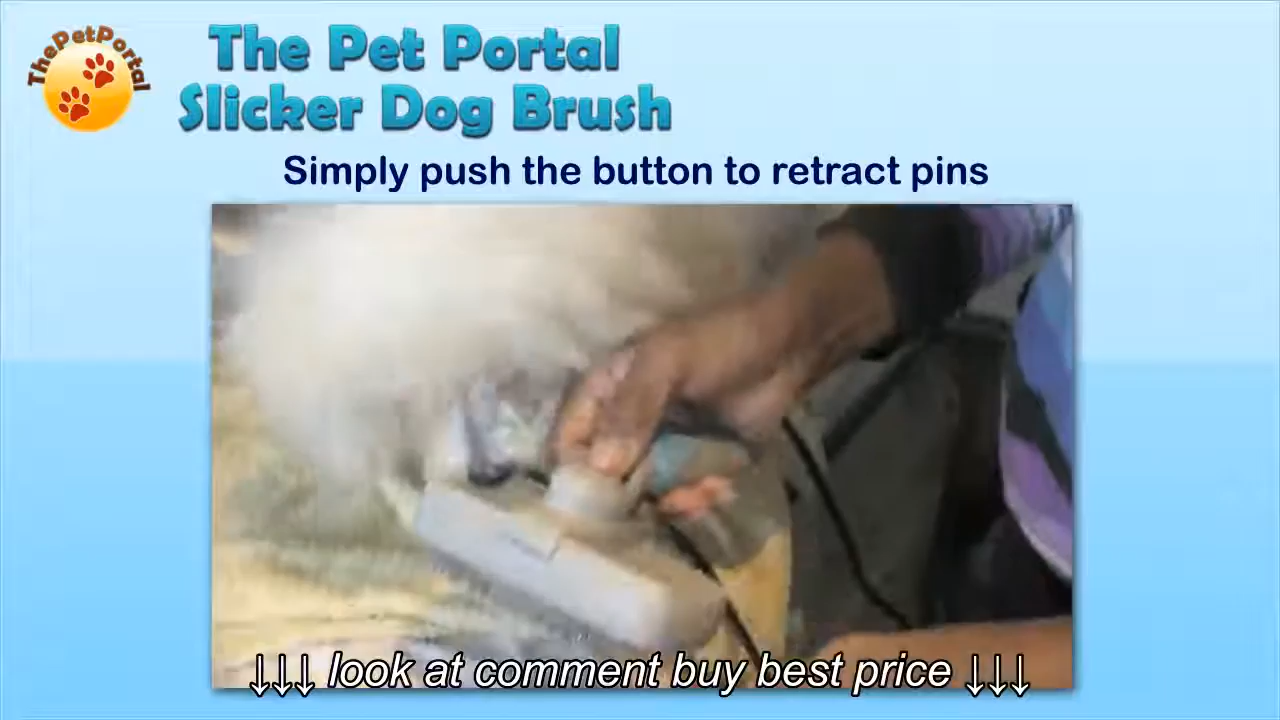 ThePetPortal
The Pet Portal
Slicker Dog Brush
Simply push the button to retract pins
↓↓↓ look at comment buy best price ↓↓↓